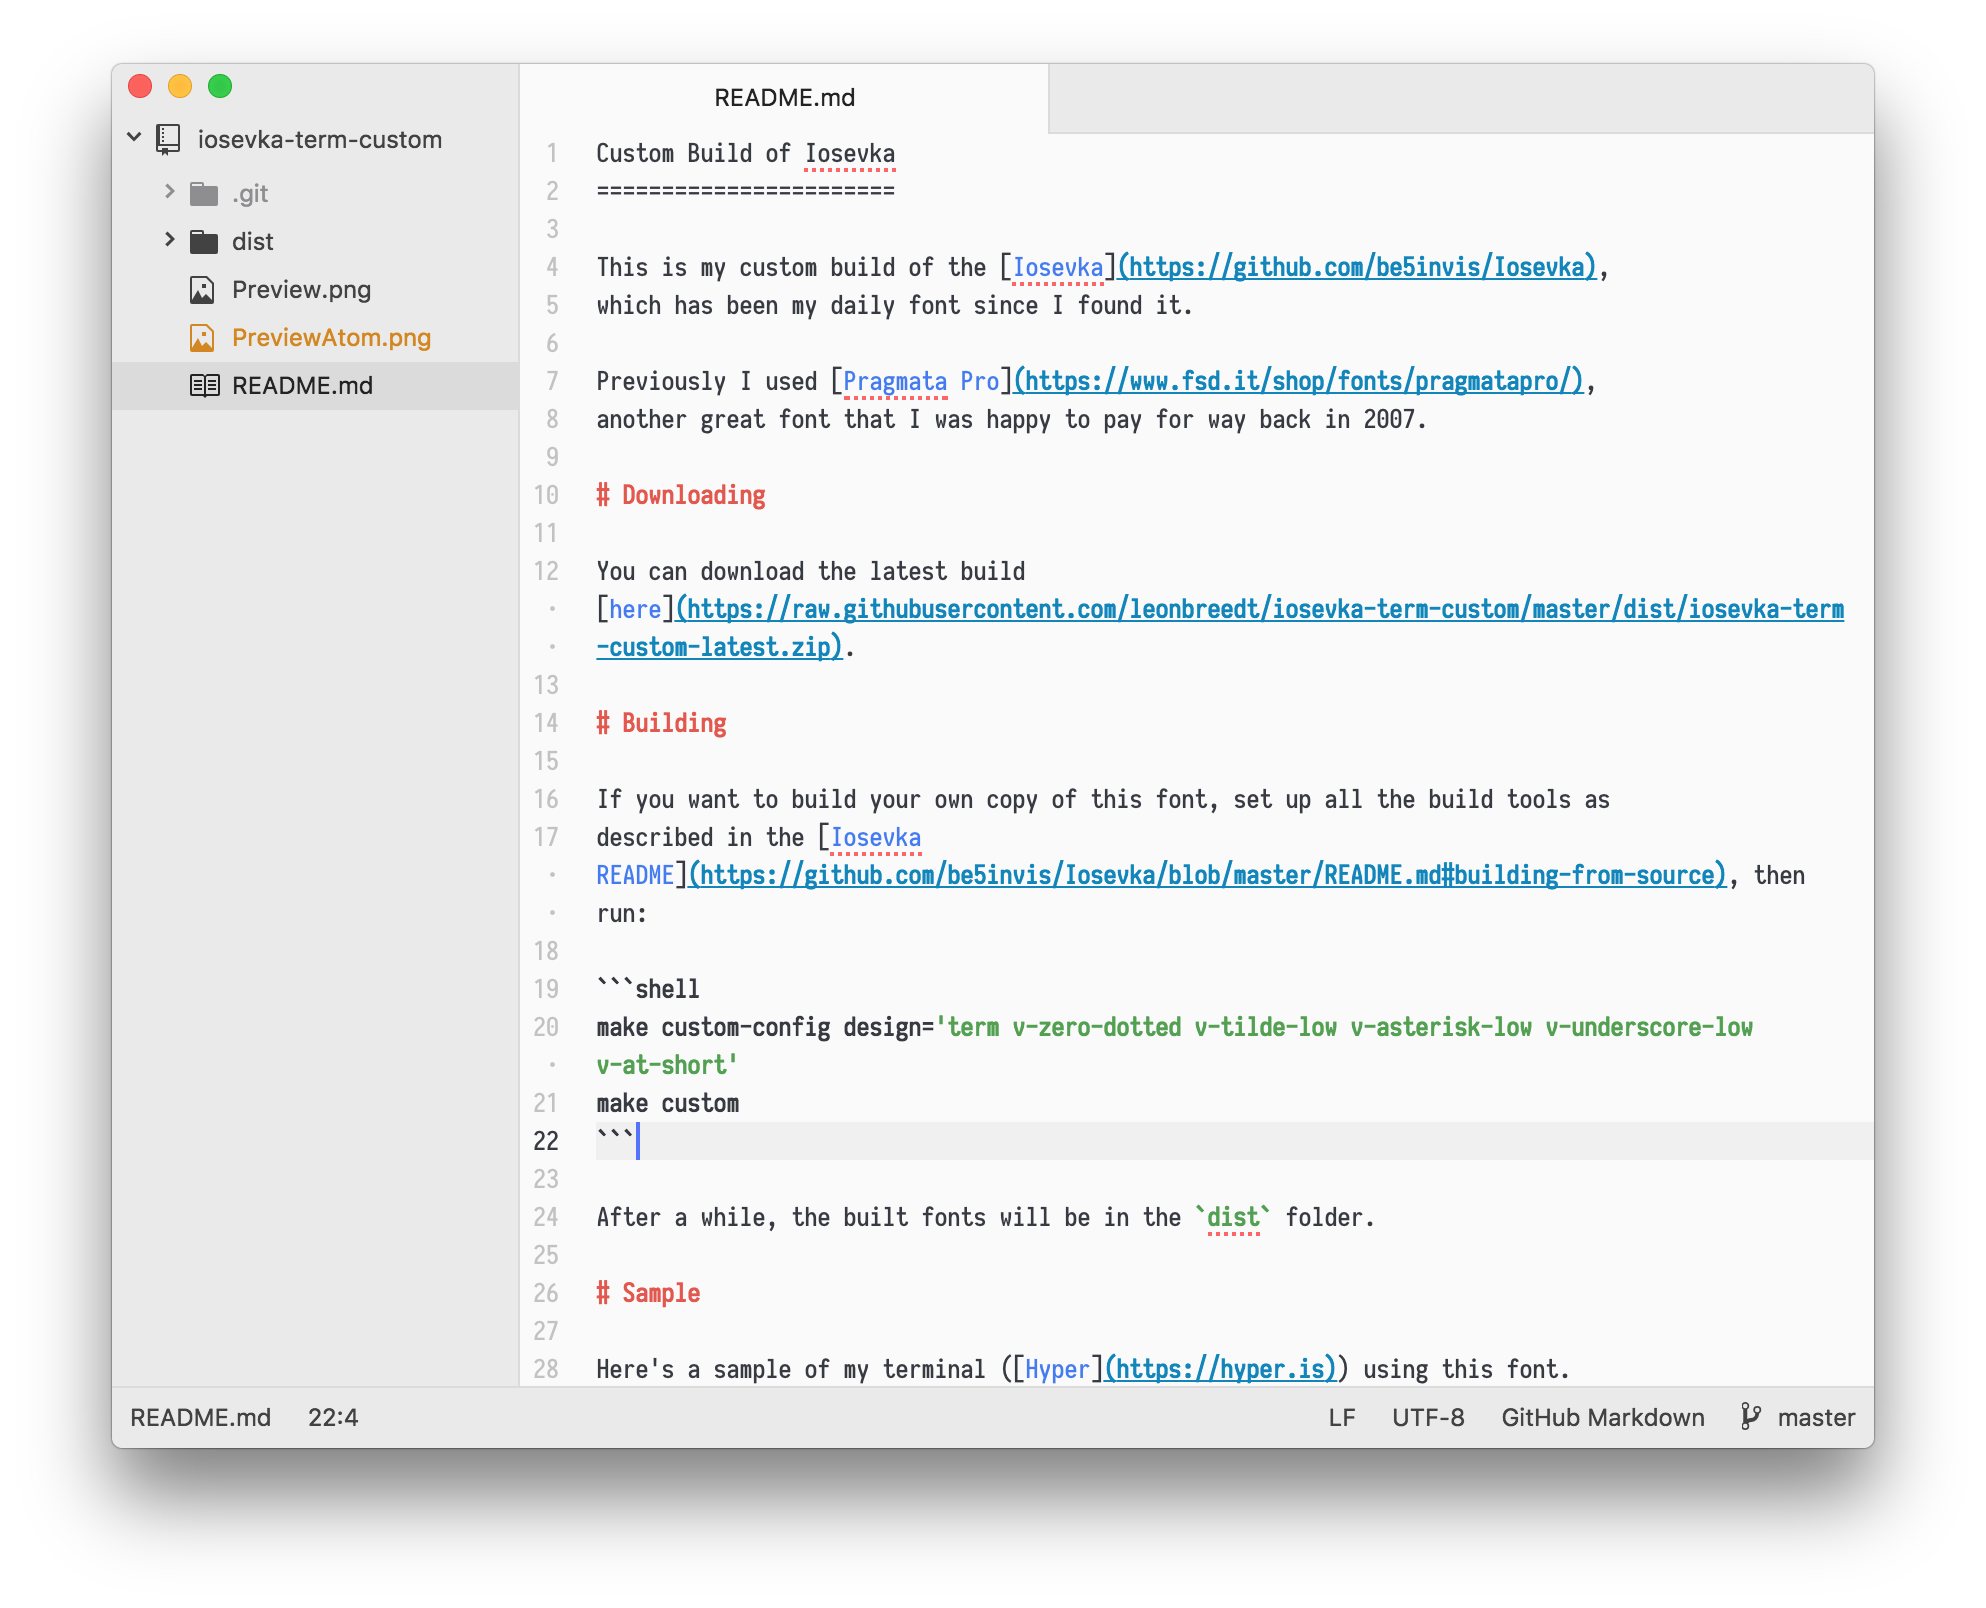 README.md
iosevka-term-custom
.git
dist
Preview.png
PreviewAtom.png
README.md
1 Custom Build of Iosevka
2 =======================
3
4 This is my custom build of the [Iosevka](https://github.com/be5invis/Iosevka),
5 which has been my daily font since I found it.
6
7 Previously I used [Pragmata Pro](https://www.fsd.it/shop/fonts/pragmatapro/),
8 another great font that I was happy to pay for way back in 2007.
9
10 # Downloading
11
12 You can download the latest build
• [here](https://raw.githubusercontent.com/leonbreedt/iosevka-term-custom/master/dist/iosevka-term
• -custom-latest.zip).
13
14 # Building
15
16 If you want to build your own copy of this font, set up all the build tools as
17 described in the [Iosevka
• README](https://github.com/be5invis/Iosevka/blob/master/README.md#building-from-source), then
• run:
18
19 ```shell
20 make custom-config design='term v-zero-dotted v-tilde-low v-asterisk-low v-underscore-low
• v-at-short'
21 make custom
22 ```
23
24 After a while, the built fonts will be in the `dist` folder.
25
26 # Sample
27
28 Here's a sample of my terminal ([Hyper](https://hyper.is)) using this font.
README.md 22:4 LF UTF-8 GitHub Markdown master